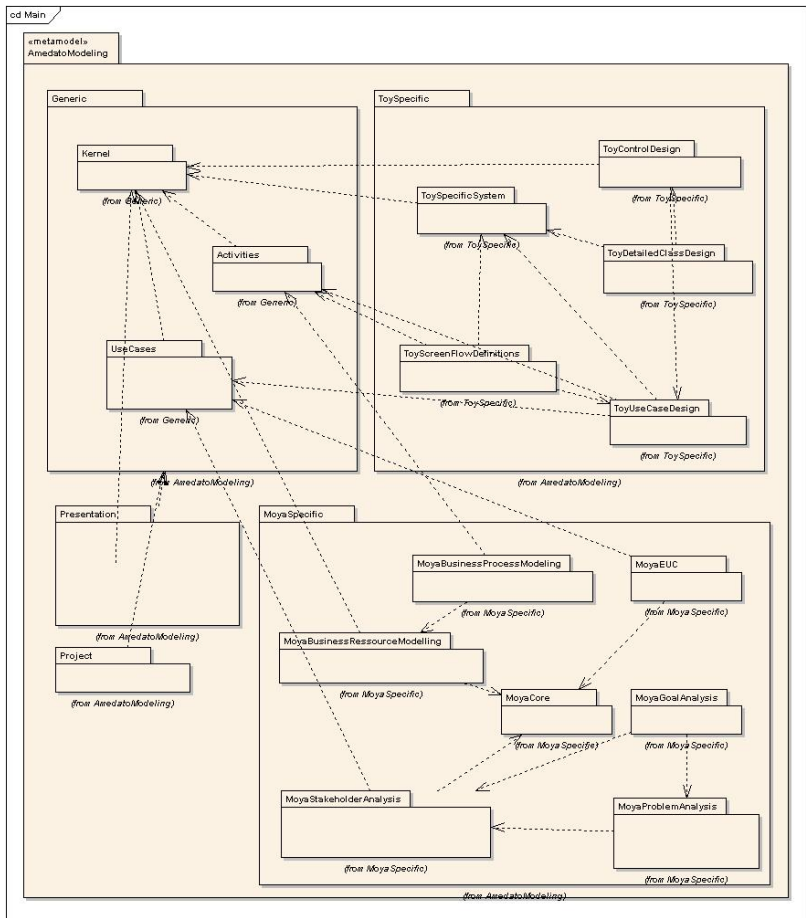 cd Main
«metamodel»
AmedatoModeling
Generic
ToySpecific
Kernel
(from Generic)
ToyControlDesign
(from ToySpecific)
ToySpecificSystem
(from ToySpecific)
Activities
(from Generic)
ToyDetailedClassDesign
(from ToySpecific)
UseCases
(from Generic)
ToyScreenFlowDefinitions
(from ToySpecific)
ToyUseCaseDesign
(from ToySpecific)
(from AmedatoModeling)
(from AmedatoModeling)
Presentation
(from AmedatoModeling)
Project
(from AmedatoModeling)
MoyaSpecific
MoyaBusinessProcessModeling
(from MoyaSpecific)
MoyaEUC
(from MoyaSpecific)
MoyaBusinessRessourceModelling
(from MoyaSpecific)
MoyaCore
(from MoyaSpecific)
MoyaGoalAnalysis
(from MoyaSpecific)
MoyaStakeholderAnalysis
(from MoyaSpecific)
MoyaProblemAnalysis
(from MoyaSpecific)
(from AmedatoModeling)